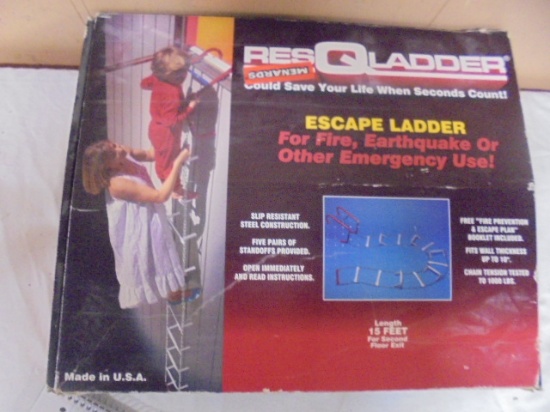 RESQLADDER®
MENARDS
Could Save Your Life When Seconds Count!
ESCAPE LADDER
For Fire, Earthquake Or
Other Emergency Use!
SLIP RESISTANT
STEEL CONSTRUCTION.
FIVE PAIRS OF
STANDOFFS PROVIDED.
OPEN IMMEDIATELY
AND READ INSTRUCTIONS.
FREE "FIRE PREVENTION
& ESCAPE PLAN"
BOOKLET INCLUDED.
FITS WALL THICKNESS
UP TO 10".
CHAIN TENSION TESTED
TO 1000 LBS.
Length
15 FEET
For Second
Floor Exit
Made in U.S.A.